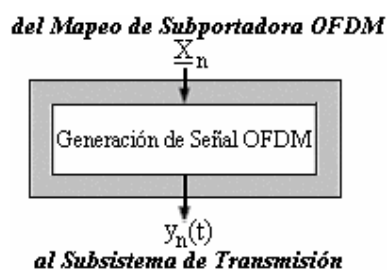 del Mapeo de Subportadora OFDM
X_n
Generación de Señal OFDM
y_n(t)
al Subsistema de Transmisión